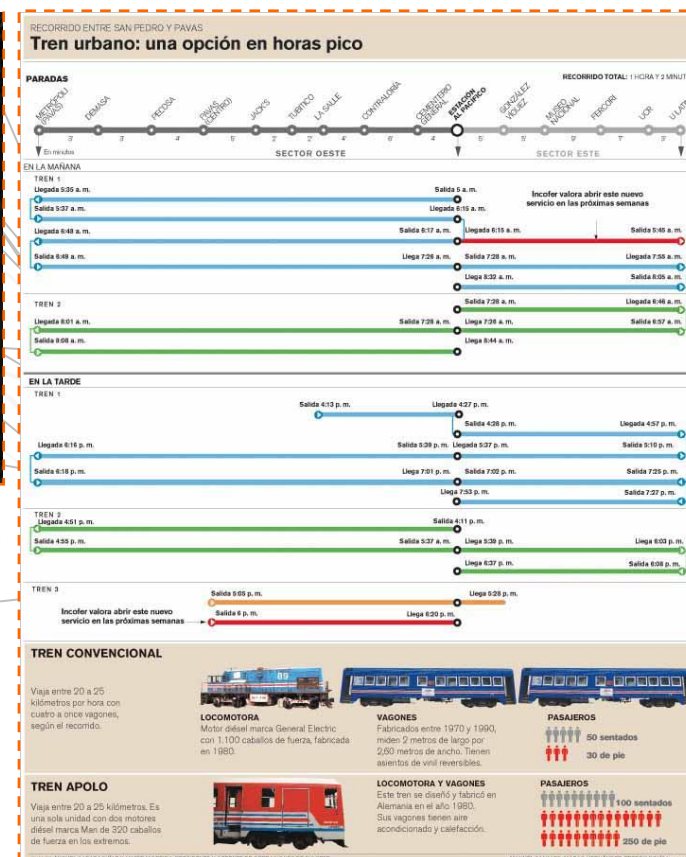 RECORRIDO ENTRE SAN PEDRO Y PAVAS
Tren urbano: una opción en horas pico
PARADAS
RECORRIDO TOTAL: 1 HORA Y 2 MINUT
METRÓPOLI (PAVAS)
DEMASA
PECOSA
PAVAS (CENTRO)
JACK'S
TUBITICO
LA SALLE
CONTRALORÍA
CEMENTERIO GENERAL
ESTACIÓN AL PACÍFICO
GONZÁLEZ VÍQUEZ
MUSEO NACIONAL
FERCORI
UCR
U LATI
En minutos
SECTOR OESTE
SECTOR ESTE
EN LA MAÑANA
TREN 1
Llegada 5:35 a. m.
Salida 5 a. m.
Incofer valora abrir este nuevo
servicio en las próximas semanas
Salida 5:37 a. m.
Llegada 6:15 a. m.
Llegada 6:48 a. m.
Salida 6:17 a. m.
Llegada 6:15 a. m.
Salida 5:45 a. m.
Salida 6:49 a. m.
Llega 7:26 a. m.
Salida 7:28 a. m.
Llegada 7:55 a. m.
Llega 8:32 a. m.
Salida 8:05 a. m.
TREN 2
Salida 7:28 a. m.
Llegada 6:46 a. m.
Llegada 8:01 a. m.
Salida 7:28 a. m.
Llega 7:26 a. m.
Salida 6:57 a. m.
Salida 8:08 a. m.
Llega 8:44 a. m.
EN LA TARDE
TREN 1
Salida 4:13 p. m.
Llegada 4:27 p. m.
Salida 4:28 p. m.
Llegada 4:57 p. m.
Llegada 6:16 p. m.
Salida 5:39 p. m.
Llegada 5:37 p. m.
Salida 5:10 p. m.
Salida 6:18 p. m.
Llega 7:01 p. m.
Salida 7:02 p. m.
Salida 7:25 p. m.
Llega 7:53 p. m.
Salida 7:27 p. m.
TREN 2
Llegada 4:51 p. m.
Salida 4:11 p. m.
Salida 4:55 p. m.
Salida 5:37 a. m.
Llega 5:39 p. m.
Llega 6:03 p. m.
Llega 6:37 p. m.
Salida 6:08 p. m.
TREN 3
Salida 5:05 p. m.
Llega 5:28 p. m.
Incofer valora abrir este nuevo
servicio en las próximas semanas
Salida 6 p. m.
Llega 6:20 p. m.
TREN CONVENCIONAL
Viaja entre 20 a 25
kilómetros por hora con
cuatro a once vagones,
según el recorrido.
LOCOMOTORA
Motor diésel marca General Electric
con 1.100 caballos de fuerza, fabricada
en 1980.
VAGONES
Fabricados entre 1970 y 1990,
miden 2 metros de largo por
2,60 metros de ancho. Tienen
asientos de vinil reversibles.
PASAJEROS
50 sentados
30 de pie
TREN APOLO
Viaja entre 20 a 25 kilómetros. Es
una sola unidad con dos motores
diésel marca Man de 320 caballos
de fuerza en los extremos.
LOCOMOTORA Y VAGONES
Este tren se diseñó y fabricó en
Alemania en el año 1980.
Sus vagones tienen aire
acondicionado y calefacción.
PASAJEROS
100 sentados
250 de pie